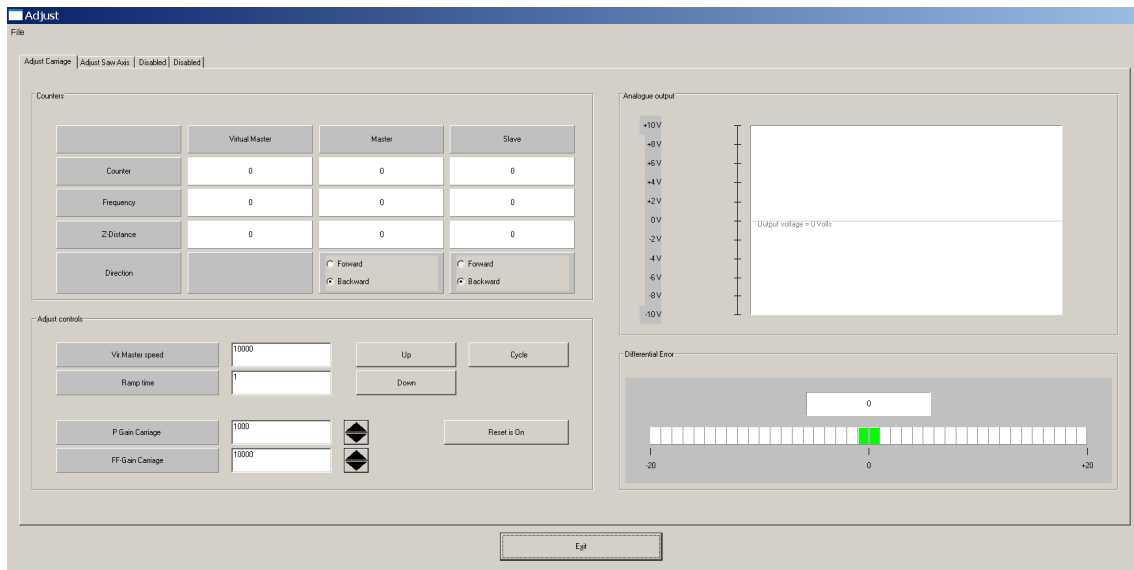 Adjust
File
Adjust Carriage Adjust Saw Axis Disabled Disabled
Counters
Virtual Master Master Slave
Counter 0 0 0
Frequency 0 0 0
Z-Distance 0 0 0
Direction
Forward Forward
Backward Backward
Adjust controls
Vir.Master speed 10000 Up Cycle
Ramp time 1 Down
P Gain Carriage 1000 Reset is On
FF-Gain Carriage 10000
Analogue output
+10 V
+8 V
+6 V
+4 V
+2 V
0 V
Output voltage = 0 Volts
-2 V
-4 V
-6 V
-8 V
-10 V
Differential Error
0
-20 0 +20
Exit